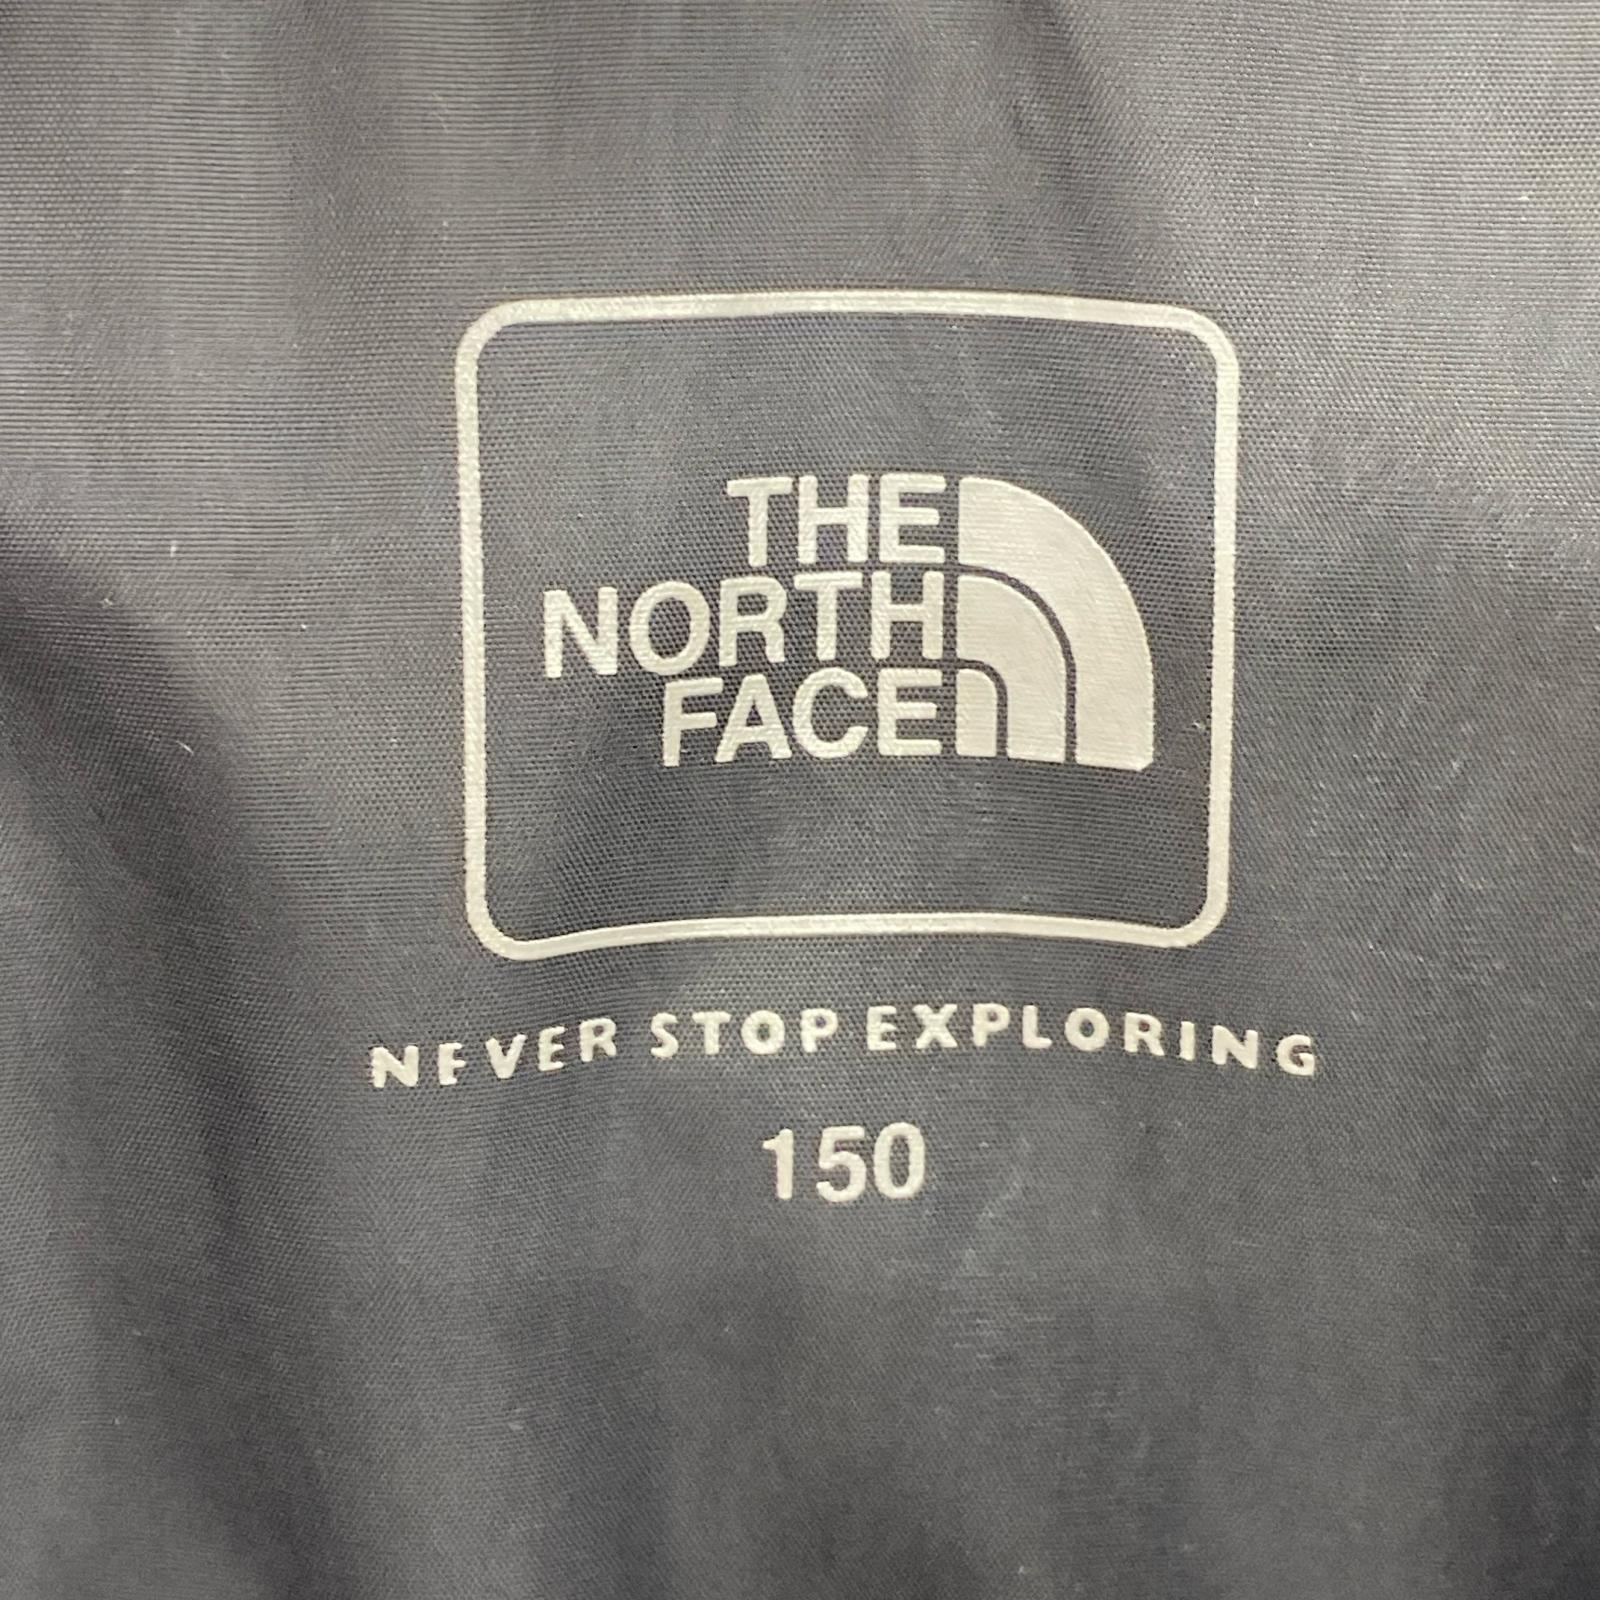 THE
NORTH
FACE
NEVER STOP EXPLORING
150